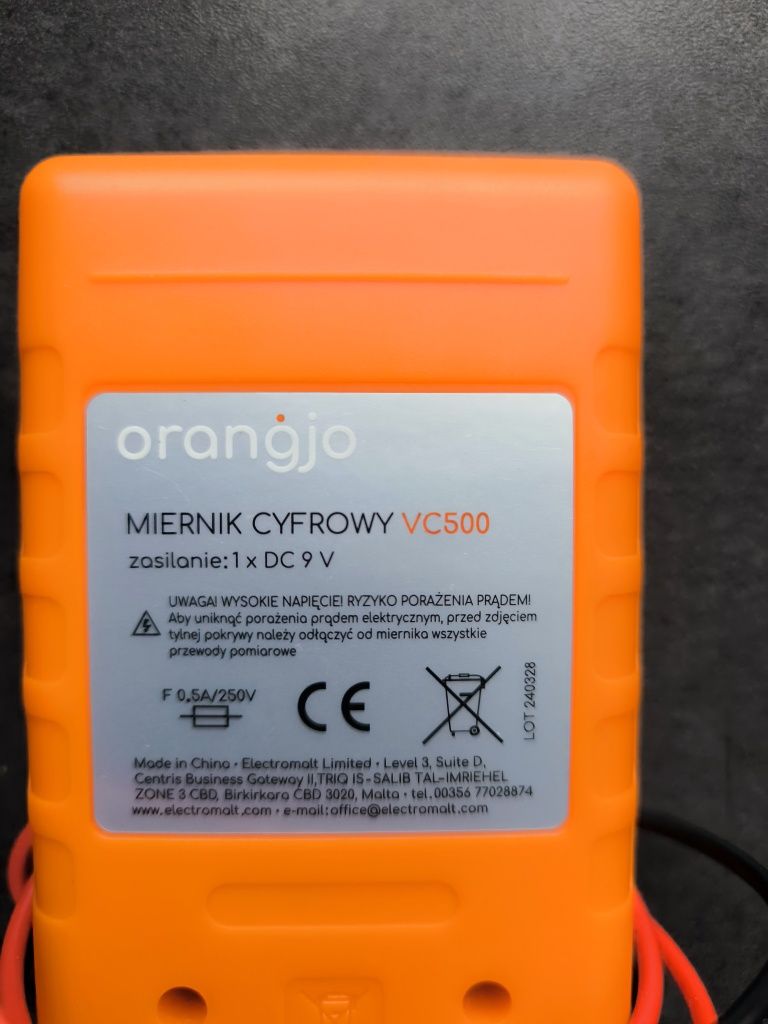 orangjo
MIERNIK CYFROWY VC500
zasilanie: 1 x DC 9 V
UWAGA! WYSOKIE NAPIĘCIE! RYZYKO PORAŻENIA PRĄDEM!
Aby uniknąć porażenia prądem elektrycznym, przed zdjęciem
tylnej pokrywy należy odłączyć od miernika wszystkie
przewody pomiarowe
F 0,5A/250V
CE
LOT 240328
Made in China · Electromalt Limited · Level 3, Suite D,
Centris Business Gateway II,TRIQ IS-SALIB TAL-IMRIEHEL
ZONE 3 CBD, Birkirkara CBD 3020, Malta · tel. 00356 77028874
www.electromalt.com · e-mail: office@electromalt.com